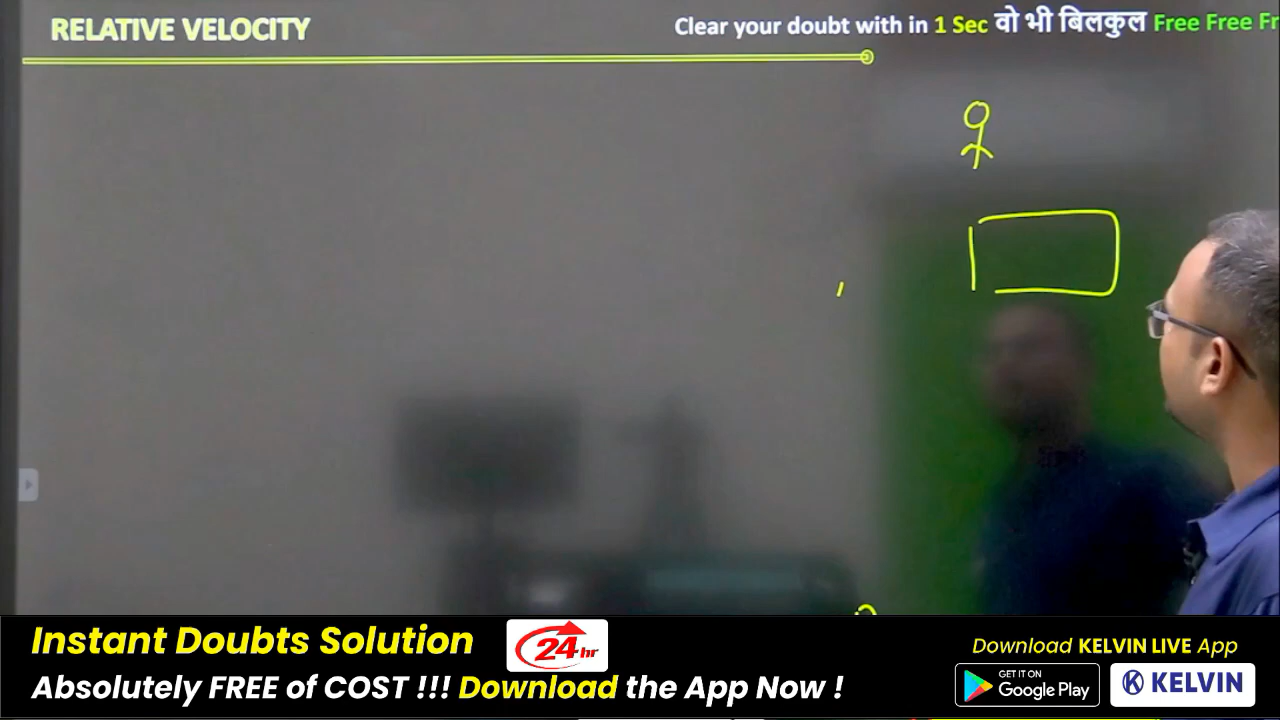 RELATIVE VELOCITY
Clear your doubt with in 1 Sec वो भी बिलकुल Free Free Fr
Instant Doubts Solution
24hr
Absolutely FREE of COST !!! Download the App Now !
Download KELVIN LIVE App
GET IT ON
Google Play
KELVIN